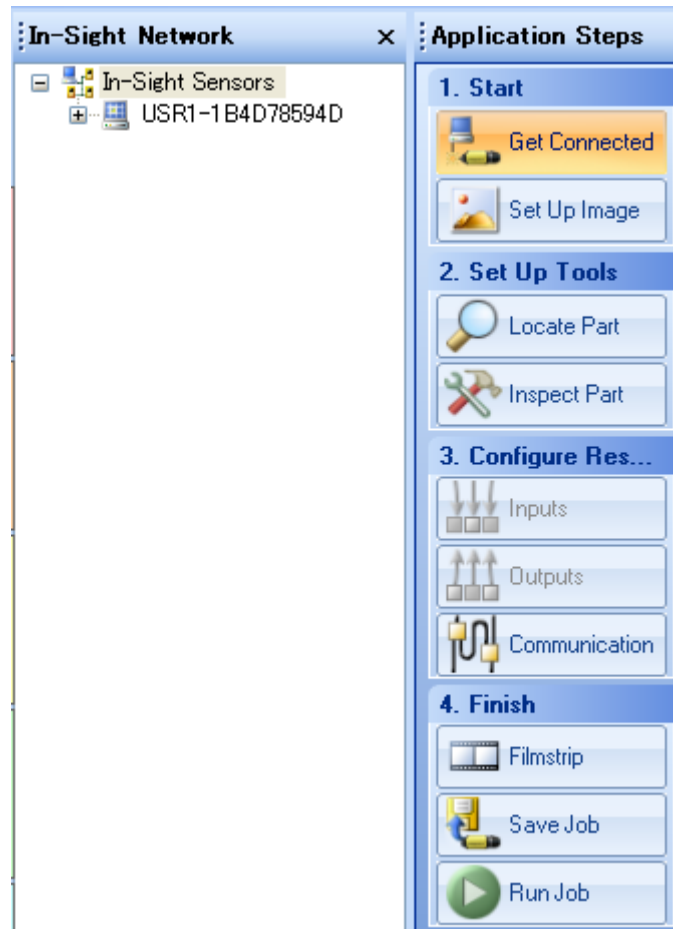 In-Sight Network
In-Sight Sensors
USR1-1B4D78594D
Application Steps
1. Start
Get Connected
Set Up Image
2. Set Up Tools
Locate Part
Inspect Part
3. Configure Res...
Inputs
Outputs
Communication
4. Finish
Filmstrip
Save Job
Run Job